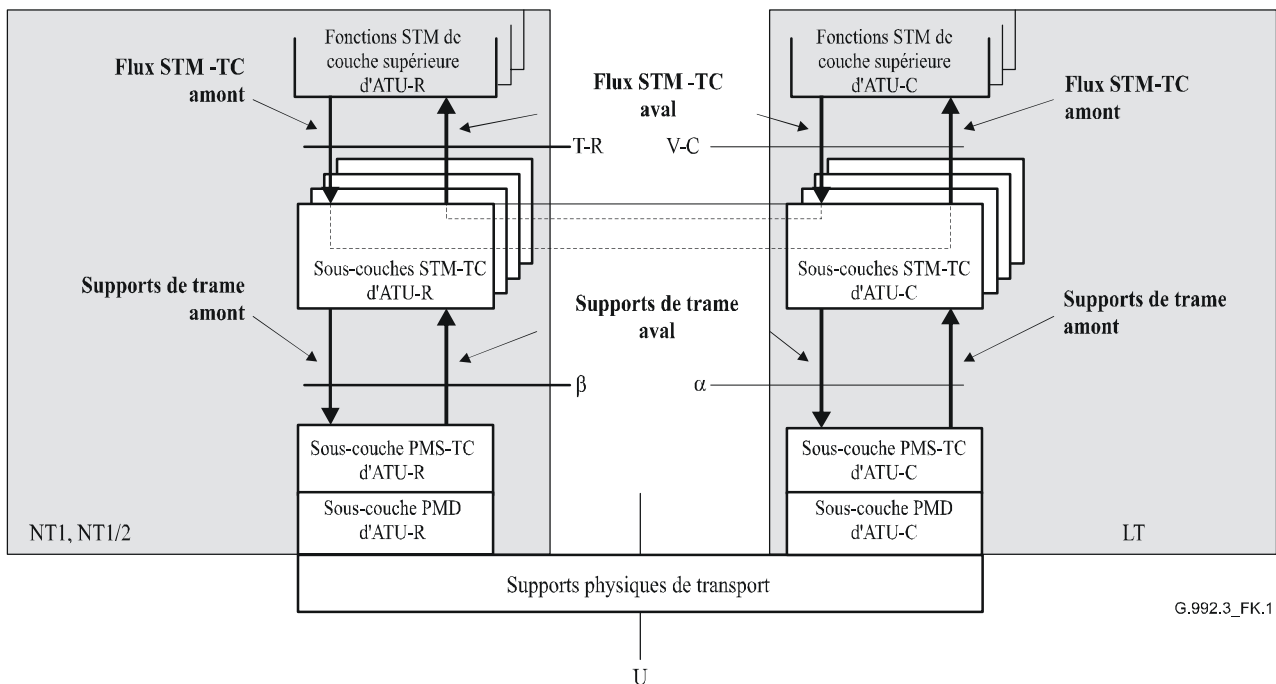 Fonctions STM de
couche supérieure
d'ATU-R
Fonctions STM de
couche supérieure
d'ATU-C
Flux STM -TC
amont
Flux STM -TC
aval
Flux STM-TC
amont
T-R
V-C
Sous-couches STM-TC
d'ATU-R
Sous-couches STM-TC
d'ATU-C
Supports de trame
amont
Supports de trame
aval
Supports de trame
amont
β
α
Sous-couche PMS-TC
d'ATU-R
Sous-couche PMS-TC
d'ATU-C
Sous-couche PMD
d'ATU-R
Sous-couche PMD
d'ATU-C
NT1, NT1/2
LT
Supports physiques de transport
G.992.3_FK.1
U